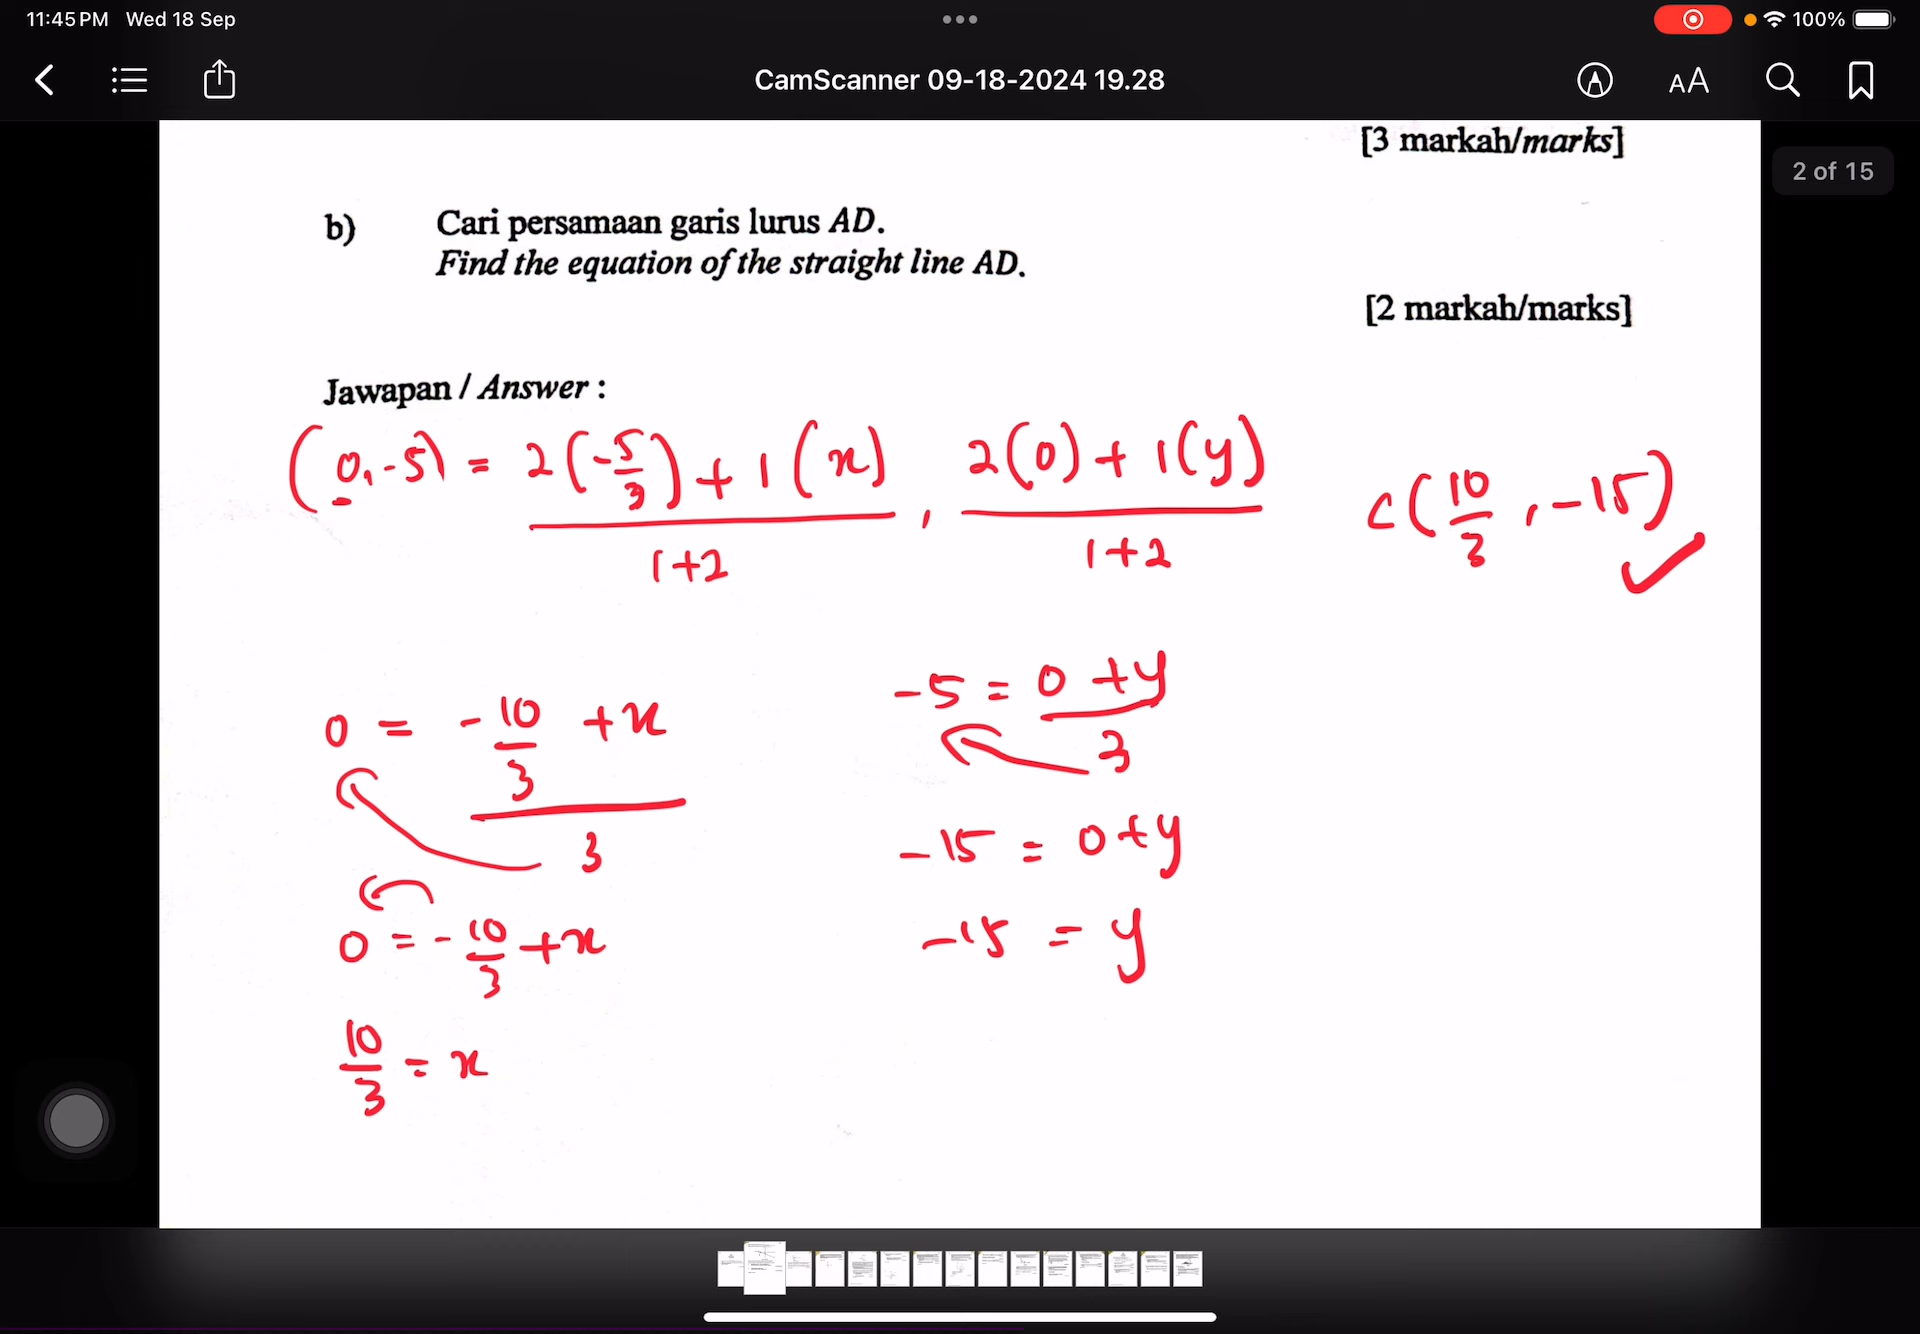 11:45 PM Wed 18 Sep
100%
CamScanner 09-18-2024 19.28
AA
2 of 15
[3 markah/marks]
b) Cari persamaan garis lurus AD.
Find the equation of the straight line AD.
[2 markah/marks]
Jawapan / Answer :
(0, -5) = (2(-5/3) + 1(x))/(1+2) , (2(0) + 1(y))/(1+2)
C(10/3, -15) ✓
0 = (-10/3 + x)/3
0 = -10/3 + x
10/3 = x
-5 = (0 + y)/3
-15 = 0 + y
-15 = y